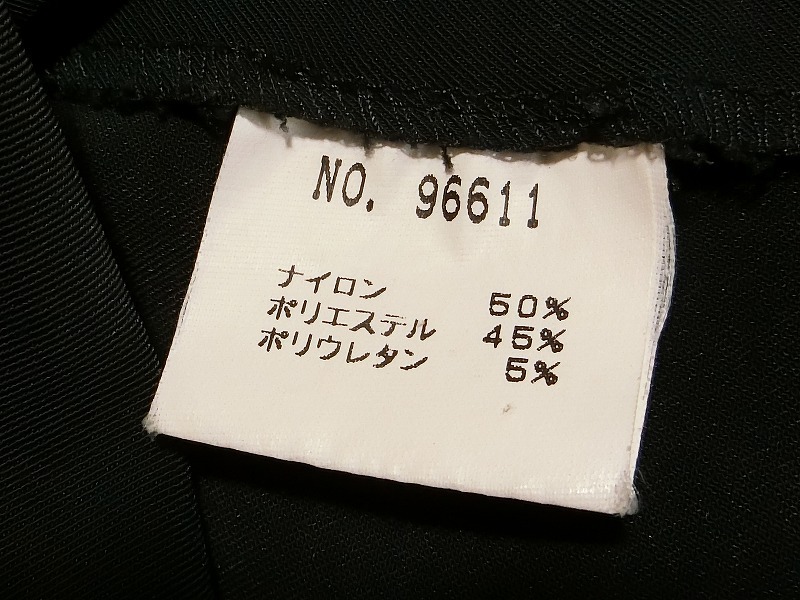 NO. 96611
ナイロン 50%
ポリエステル 45%
ポリウレタン 5%